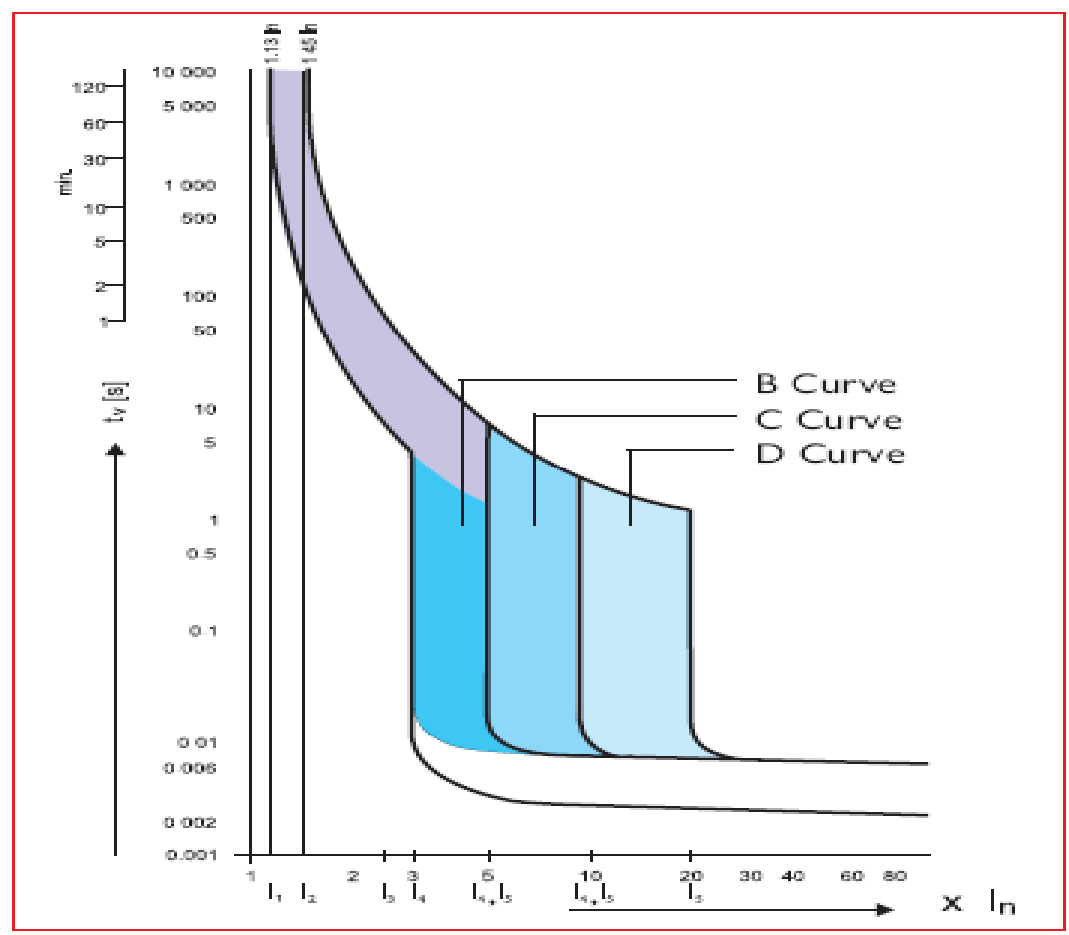 1.13 In
1.45 In
10 000
120
5 000
60
30
min.
1 000
10
500
5
2
100
1
50
t_v [s]
B Curve
10
C Curve
5
D Curve
1
0.5
0.1
0 01
0 006
0 002
0.001
1 2 3 5 10 20 30 40 60 80
I₁ I₂ I₃ I₄ I₄, I₅ I₄, I₅ I₅
x In